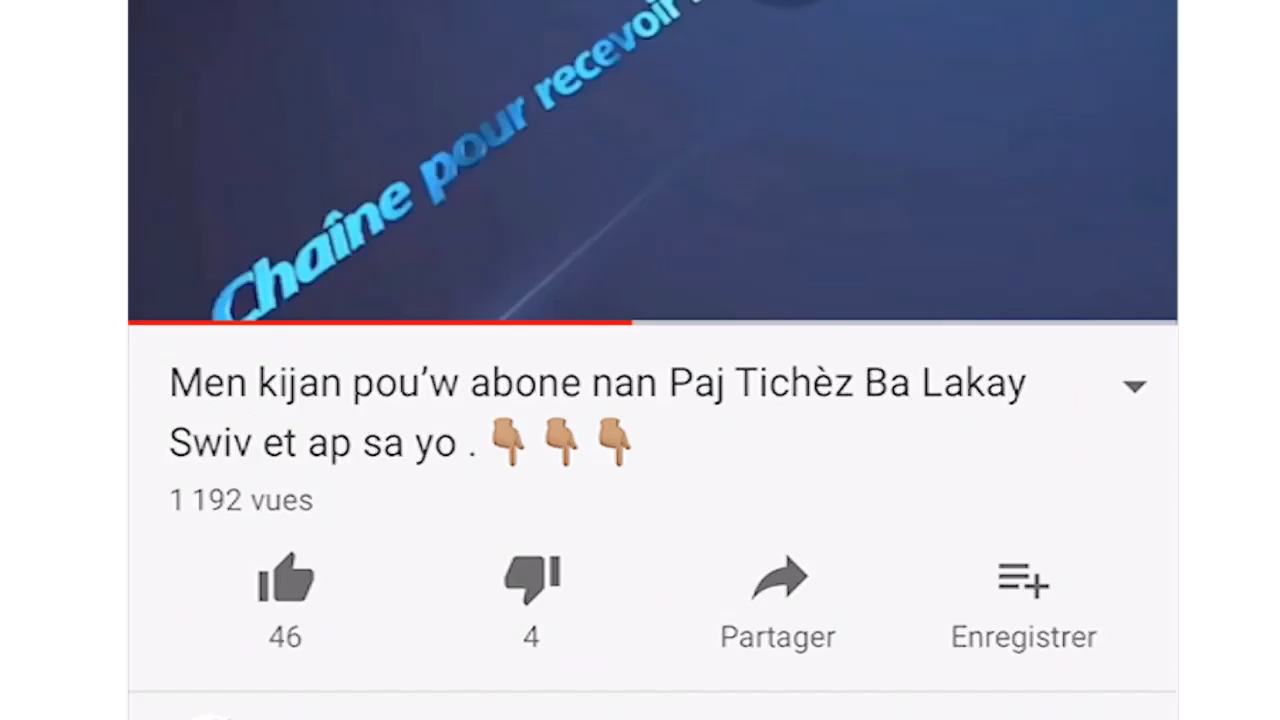 Chaîne pour recevoir
Men kijan pou’w abone nan Paj Tichèz Ba Lakay
Swiv et ap sa yo . 👇🏽👇🏽👇🏽
1 192 vues
46
4
Partager
Enregistrer